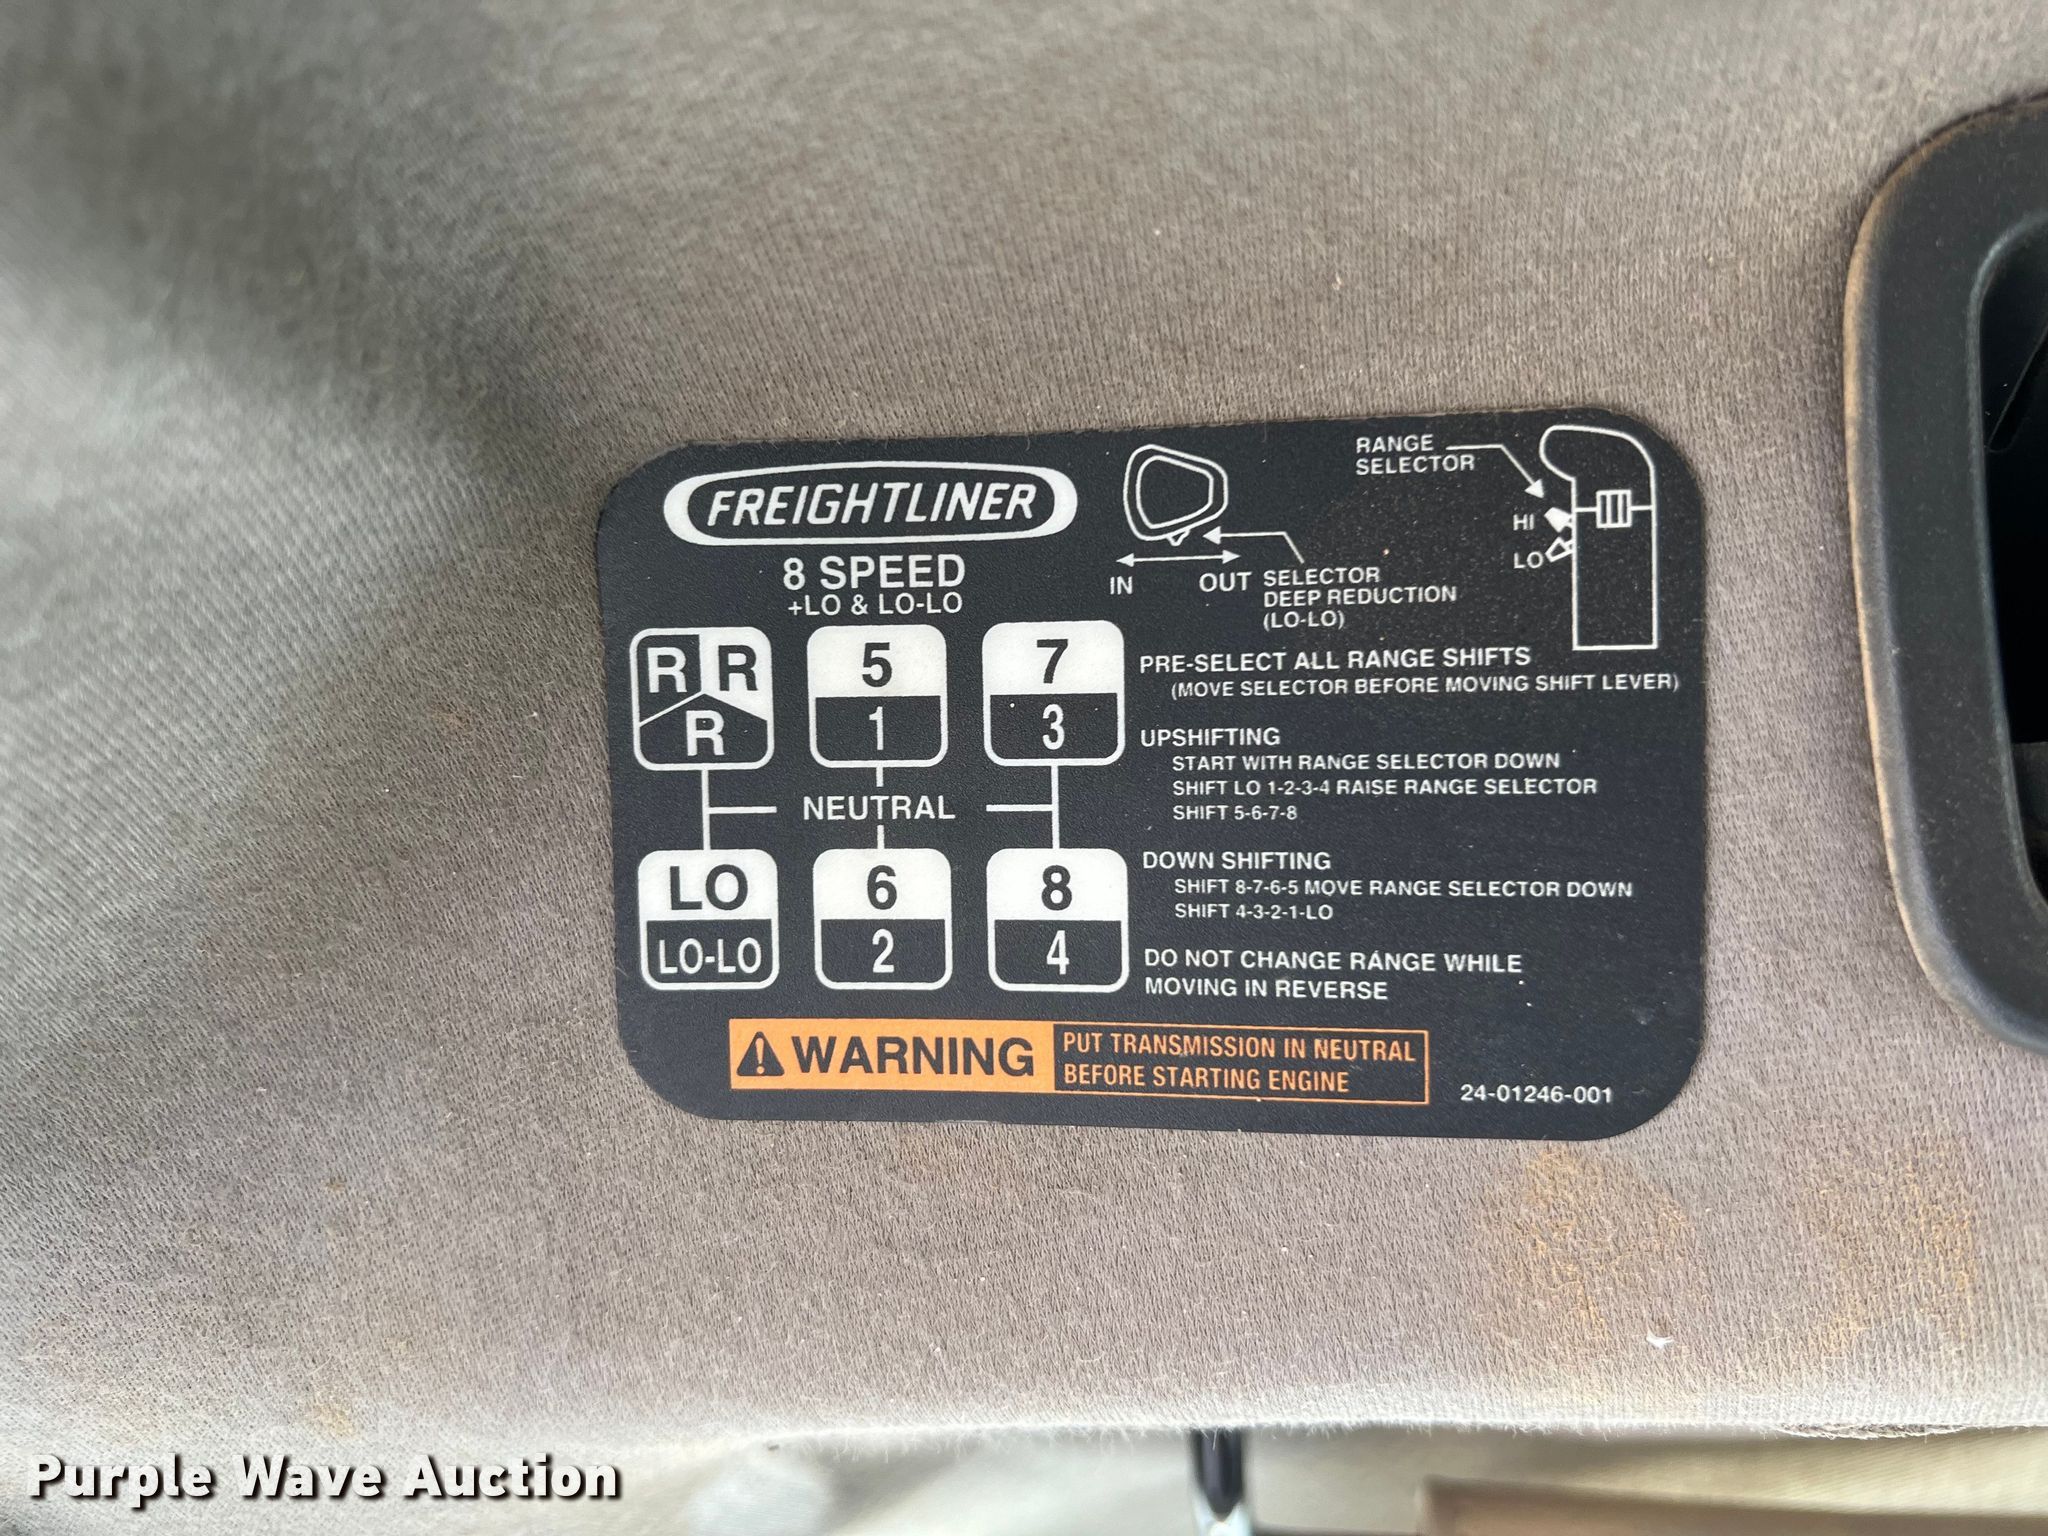 FREIGHTLINER
8 SPEED
+LO & LO-LO
R R
R
5
1
7
3
NEUTRAL
LO
LO-LO
6
2
8
4
IN
OUT
SELECTOR
DEEP REDUCTION
(LO-LO)
RANGE
SELECTOR
HI
LO
PRE-SELECT ALL RANGE SHIFTS
(MOVE SELECTOR BEFORE MOVING SHIFT LEVER)
UPSHIFTING
START WITH RANGE SELECTOR DOWN
SHIFT LO 1-2-3-4 RAISE RANGE SELECTOR
SHIFT 5-6-7-8
DOWN SHIFTING
SHIFT 8-7-6-5 MOVE RANGE SELECTOR DOWN
SHIFT 4-3-2-1-LO
DO NOT CHANGE RANGE WHILE
MOVING IN REVERSE
WARNING
PUT TRANSMISSION IN NEUTRAL
BEFORE STARTING ENGINE
24-01246-001
Purple Wave Auction